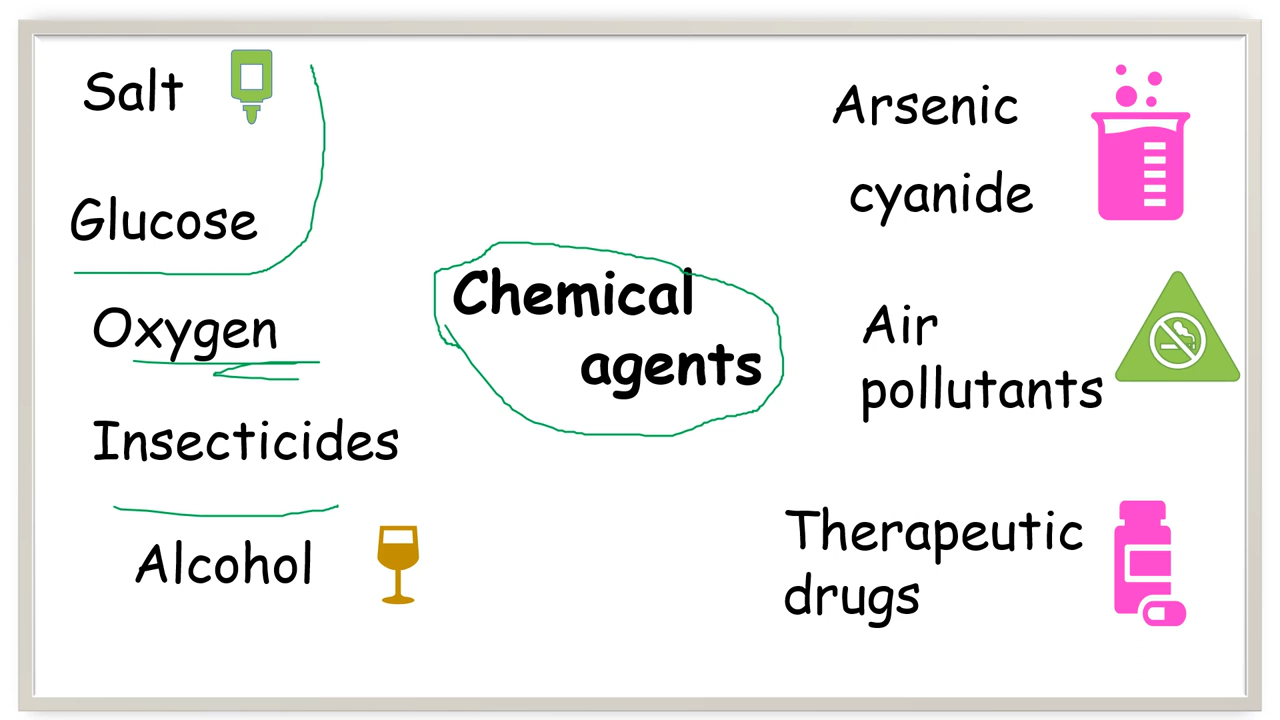 Salt
Glucose
Oxygen
Insecticides
Alcohol
Chemical
agents
Arsenic
cyanide
Air
pollutants
Therapeutic
drugs